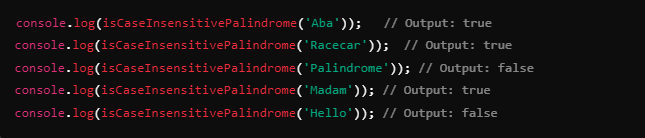 console.log(isCaseInsensitivePalindrome('Aba'));   // Output: true
console.log(isCaseInsensitivePalindrome('Racecar'));  // Output: true
console.log(isCaseInsensitivePalindrome('Palindrome')); // Output: false
console.log(isCaseInsensitivePalindrome('Madam')); // Output: true
console.log(isCaseInsensitivePalindrome('Hello')); // Output: false